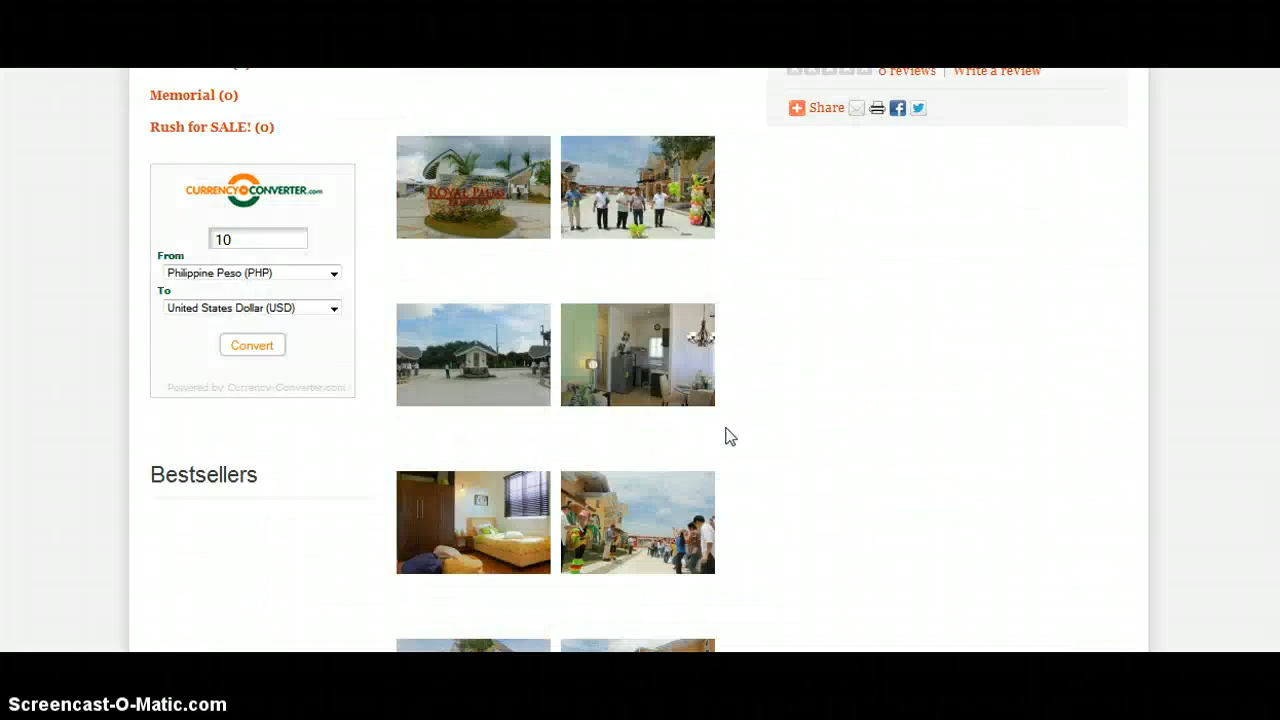 0 reviews | Write a review
Memorial (0)
Share
Rush for SALE! (0)
CURRENCY CONVERTER.com
10
From
Philippine Peso (PHP)
To
United States Dollar (USD)
Convert
Powered by Currency-Converter.com
ROYAL PALMS
Bestsellers
Screencast-O-Matic.com